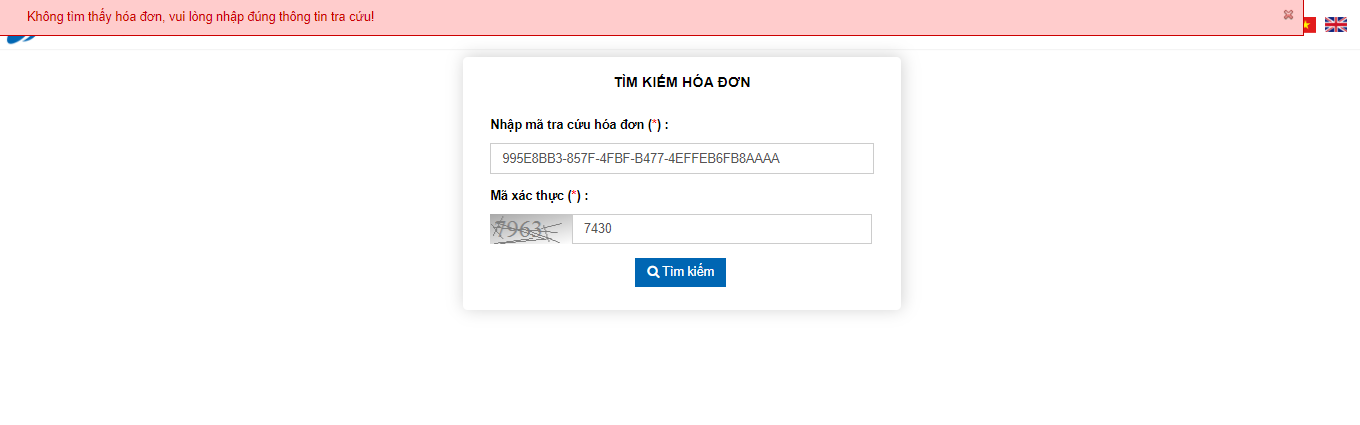 Không tìm thấy hóa đơn, vui lòng nhập đúng thông tin tra cứu!
TÌM KIẾM HÓA ĐƠN
Nhập mã tra cứu hóa đơn (*) :
995E8BB3-857F-4FBF-B477-4EFFEB6FB8AAAA
Mã xác thực (*) :
7963 7430
Tìm kiếm